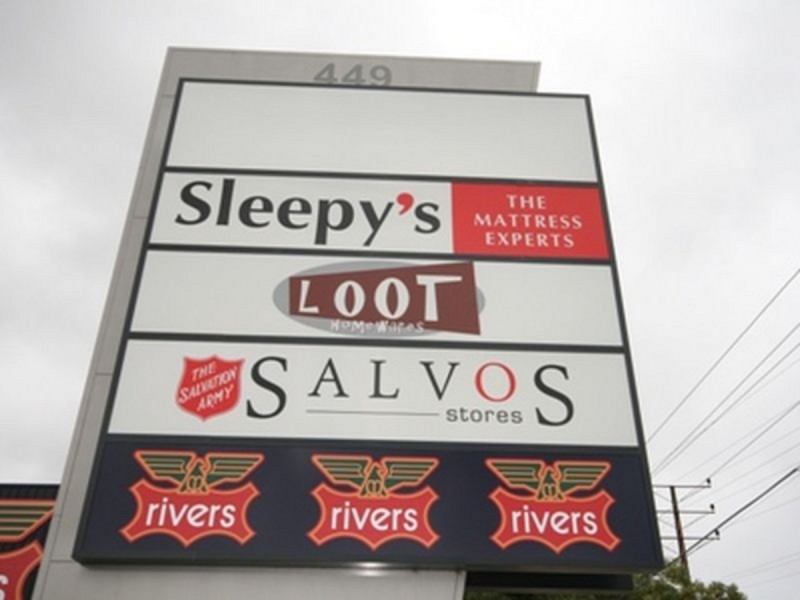 449
Sleepy's
THE
MATTRESS
EXPERTS
LOOT
HOMEWARES
THE
SALVATION
ARMY
SALVOS
stores
rivers rivers rivers
s